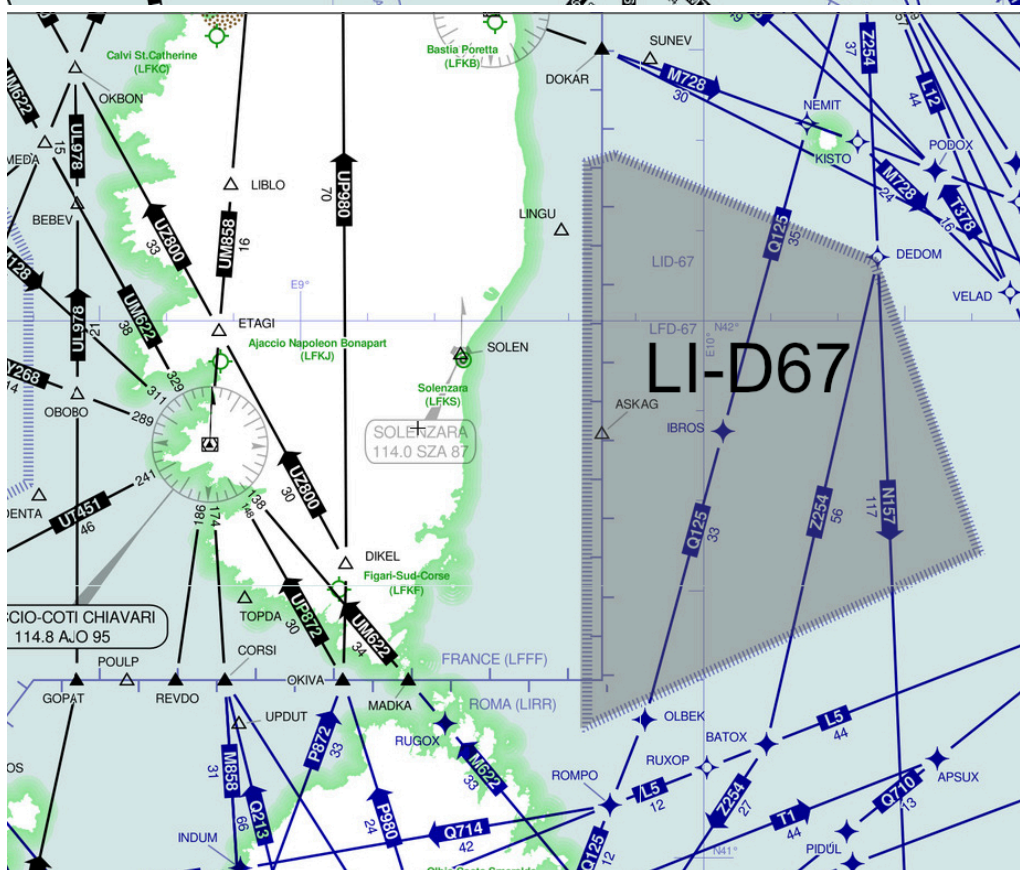 Calvi St.Catherine
(LFKC)
Bastia Poretta
(LFKB)
SUNEV
DOKAR
Z254
37
M728
30
L12
44
NEMIT
OKBON
UM622
15
UL978
MEDA
BEBEV
LIBLO
UP980
70
UZ800
33
UM858
16
LINGU
KISTO
PODOX
M728
24
16
T378
Q125
35
LID-67
DEDOM
VELAD
E9°
128
UL978
21
UM622
38
ETAGI
Ajaccio Napoleon Bonapart
(LFKJ)
SOLEN
LFD-67
N42°
E10°
LI-D67
268
14
329
311
289
OBOBO
Solenzara
(LFKS)
SOLENZARA
114.0 SZA 87
ASKAG
IBROS
241
UT451
46
DENTA
186
174
138
148
UZ800
30
Q125
33
Z254
56
N157
117
DIKEL
Figari-Sud-Corse
(LFKF)
CCIO-COTI CHIAVARI
114.8 AJO 95
TOPDA
UP872
30
UM622
34
POULP
CORSI
FRANCE (LFFF)
GOPAT
REVDO
OKIVA
MADKA
ROMA (LIRR)
UPDUT
RUGOX
OLBEK
BATOX
L5
44
OS
M858
31
Q213
66
P872
33
P980
24
M622
33
ROMPO
RUXOP
L5
12
Z254
27
T1
44
Q710
13
APSUX
INDUM
Q714
42
Q125
12
PIDUL
N41°